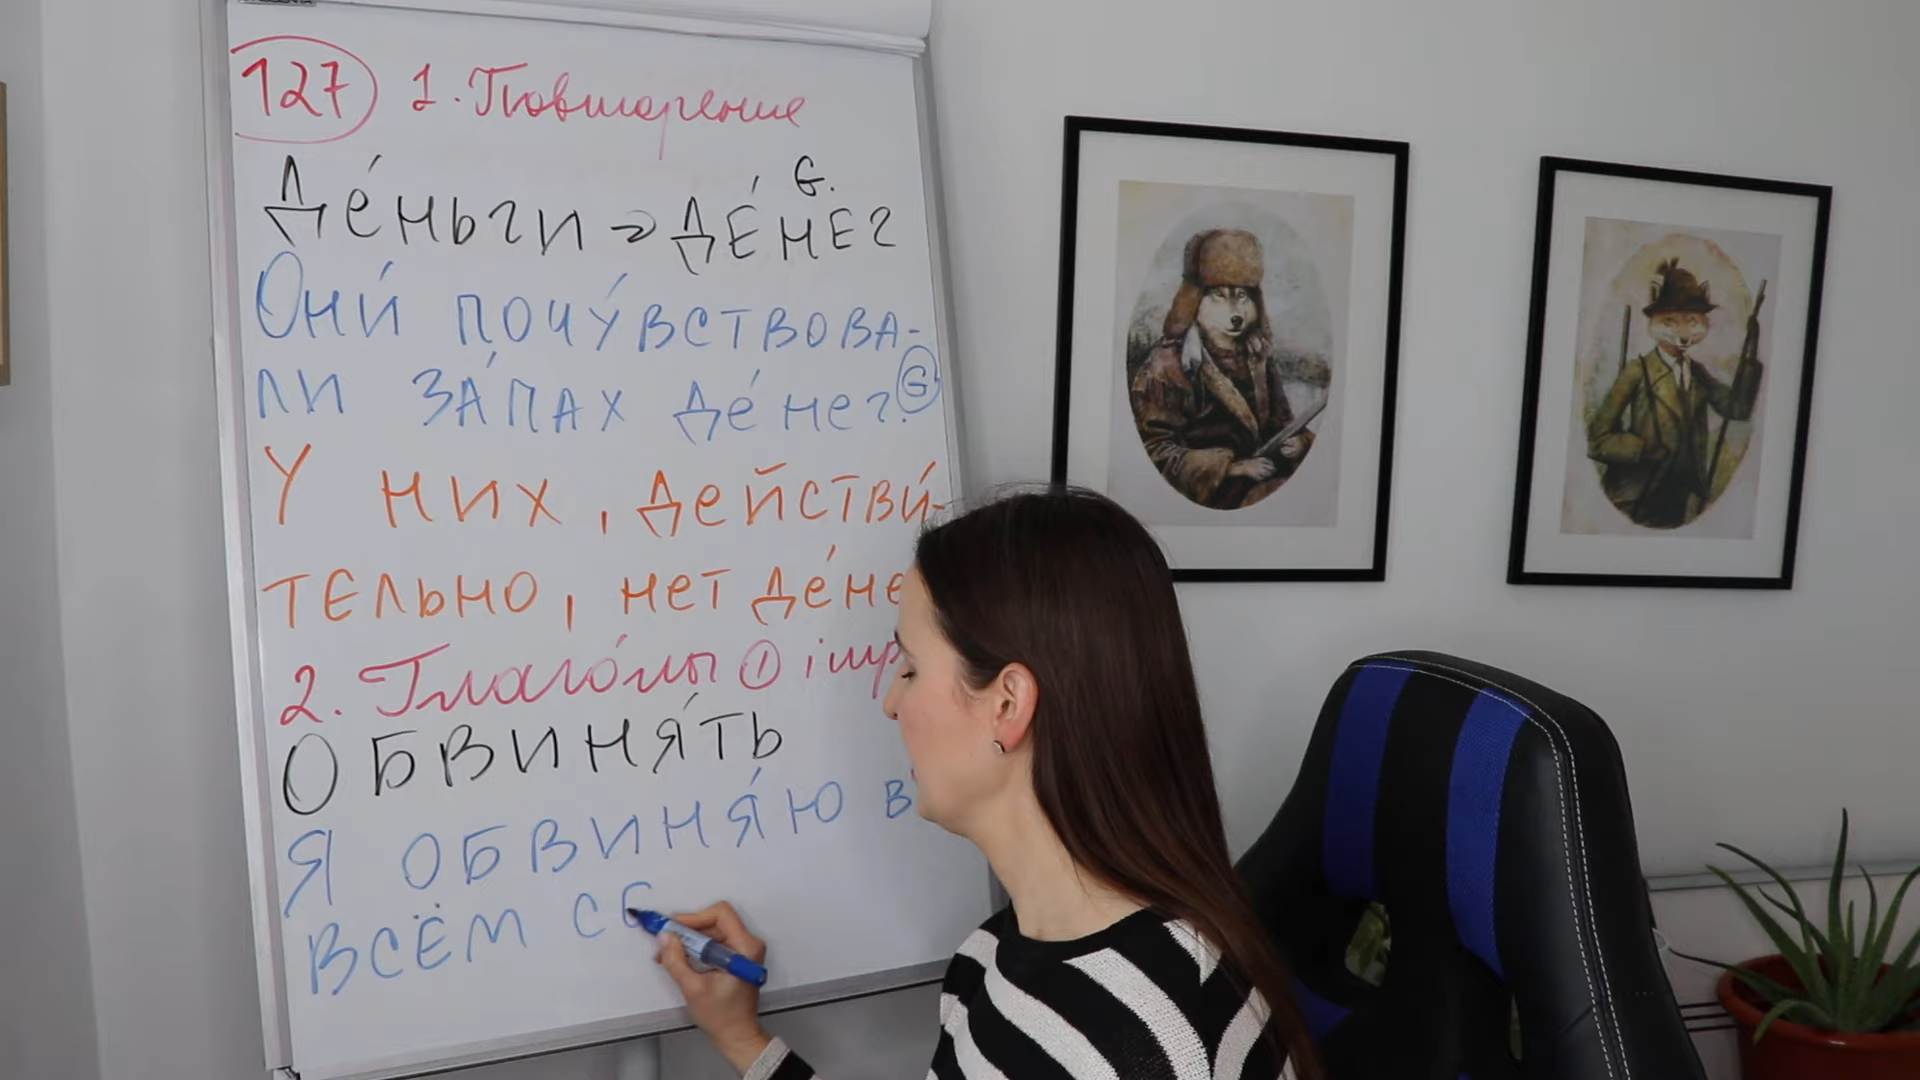 127 1. Повторение
Де́ньги → ДЕ́НЕГ G.
Они́ почу́вствова-
ли за́пах де́нег. G
У них, действи́-
тельно, нет де́не
2. Глаго́лы ① imp
ОБВИНЯ́ТЬ
Я ОБВИНЯ́Ю в
всём се